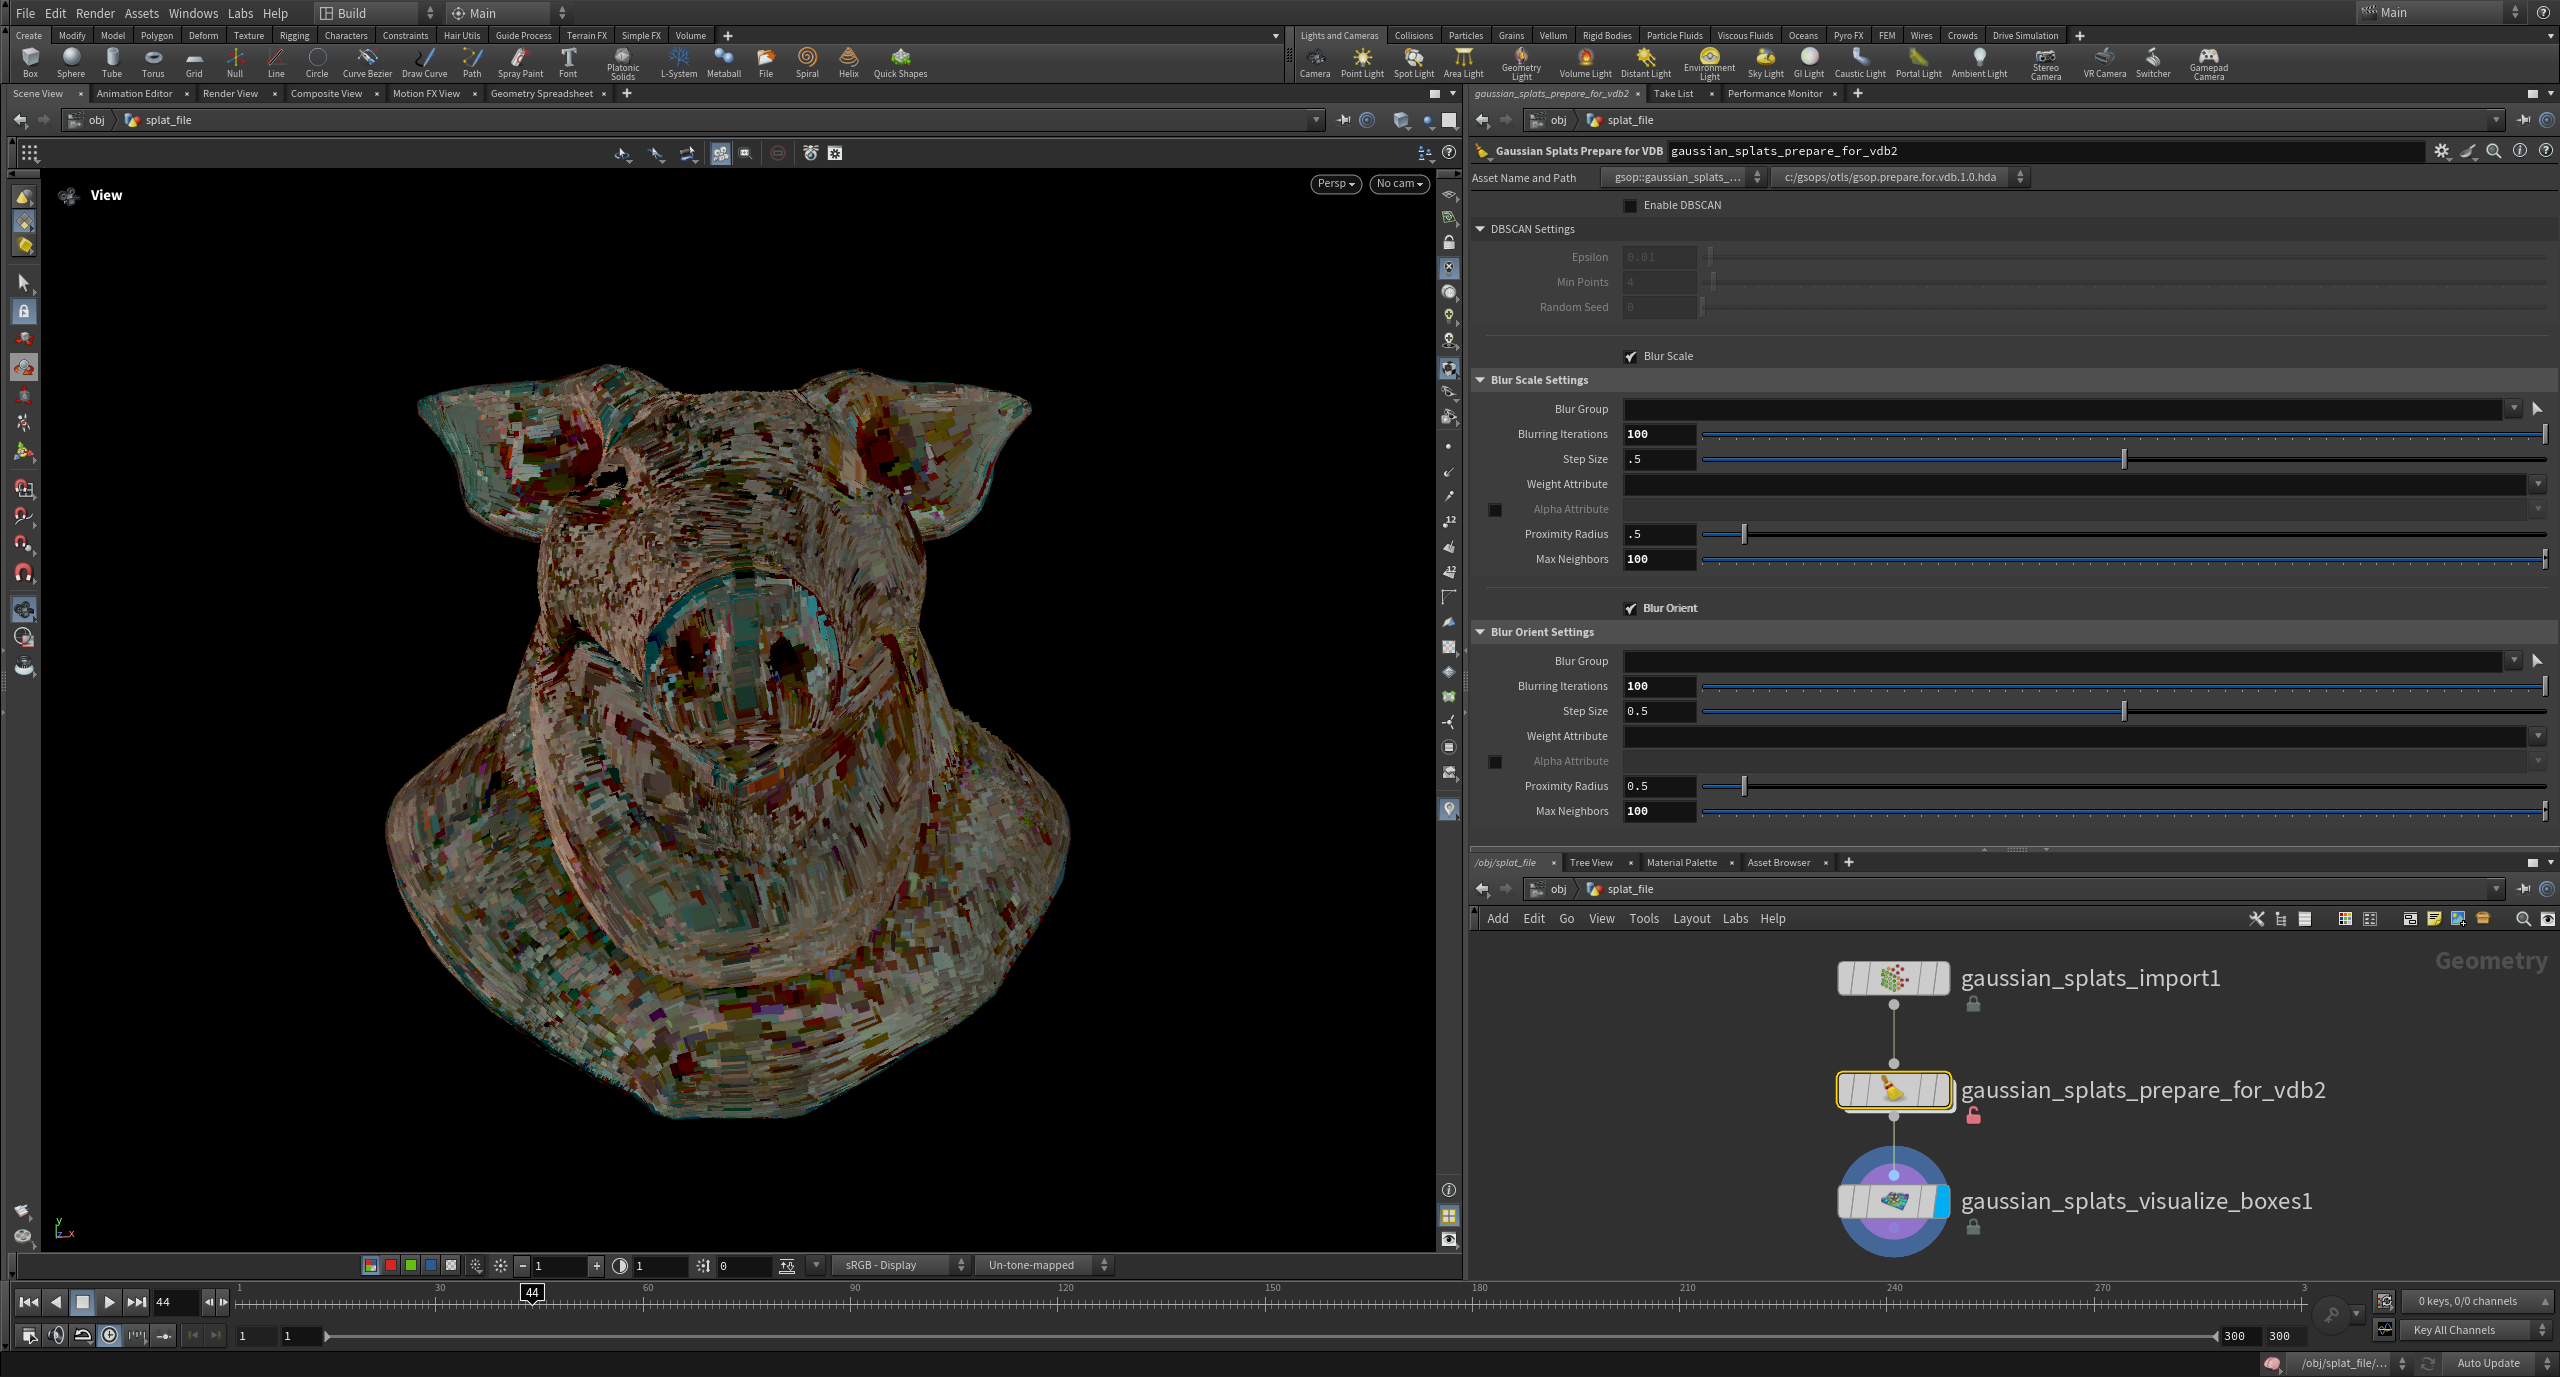 File Edit Render Assets Windows Labs Help Build Main Main
Create Modify Model Polygon Deform Texture Rigging Characters Constraints Hair Utils Guide Process Terrain FX Simple FX Volume
Lights and Cameras Collisions Particles Grains Vellum Rigid Bodies Particle Fluids Viscous Fluids Oceans Pyro FX FEM Wires Crowds Drive Simulation
Box Sphere Tube Torus Grid Null Line Circle Curve Bezier Draw Curve Path Spray Paint Font Platonic Solids L-System Metaball File Spiral Helix Quick Shapes
Camera Point Light Spot Light Area Light Geometry Light Volume Light Distant Light Environment Light Sky Light GI Light Caustic Light Portal Light Ambient Light Stereo Camera VR Camera Switcher Gamepad Camera
Scene View Animation Editor Render View Composite View Motion FX View Geometry Spreadsheet
obj splat_file
View
Persp No cam
y
z x
1 1 0 sRGB - Display Un-tone-mapped
gaussian_splats_prepare_for_vdb2 Take List Performance Monitor
obj splat_file
Gaussian Splats Prepare for VDB gaussian_splats_prepare_for_vdb2
Asset Name and Path gsop::gaussian_splats_... c:/gsops/otls/gsop.prepare.for.vdb.1.0.hda
Enable DBSCAN
DBSCAN Settings
Epsilon 0.01
Min Points 4
Random Seed 0
Blur Scale
Blur Scale Settings
Blur Group
Blurring Iterations 100
Step Size .5
Weight Attribute
Alpha Attribute
Proximity Radius .5
Max Neighbors 100
Blur Orient
Blur Orient Settings
Blur Group
Blurring Iterations 100
Step Size 0.5
Weight Attribute
Alpha Attribute
Proximity Radius 0.5
Max Neighbors 100
/obj/splat_file Tree View Material Palette Asset Browser
obj splat_file
Add Edit Go View Tools Layout Labs Help
Geometry
gaussian_splats_import1
gaussian_splats_prepare_for_vdb2
gaussian_splats_visualize_boxes1
44 1 30 44 60 90 120 150 180 210 240 270 3
0 keys, 0/0 channels
1 1 300 300 Key All Channels
/obj/splat_file/... Auto Update